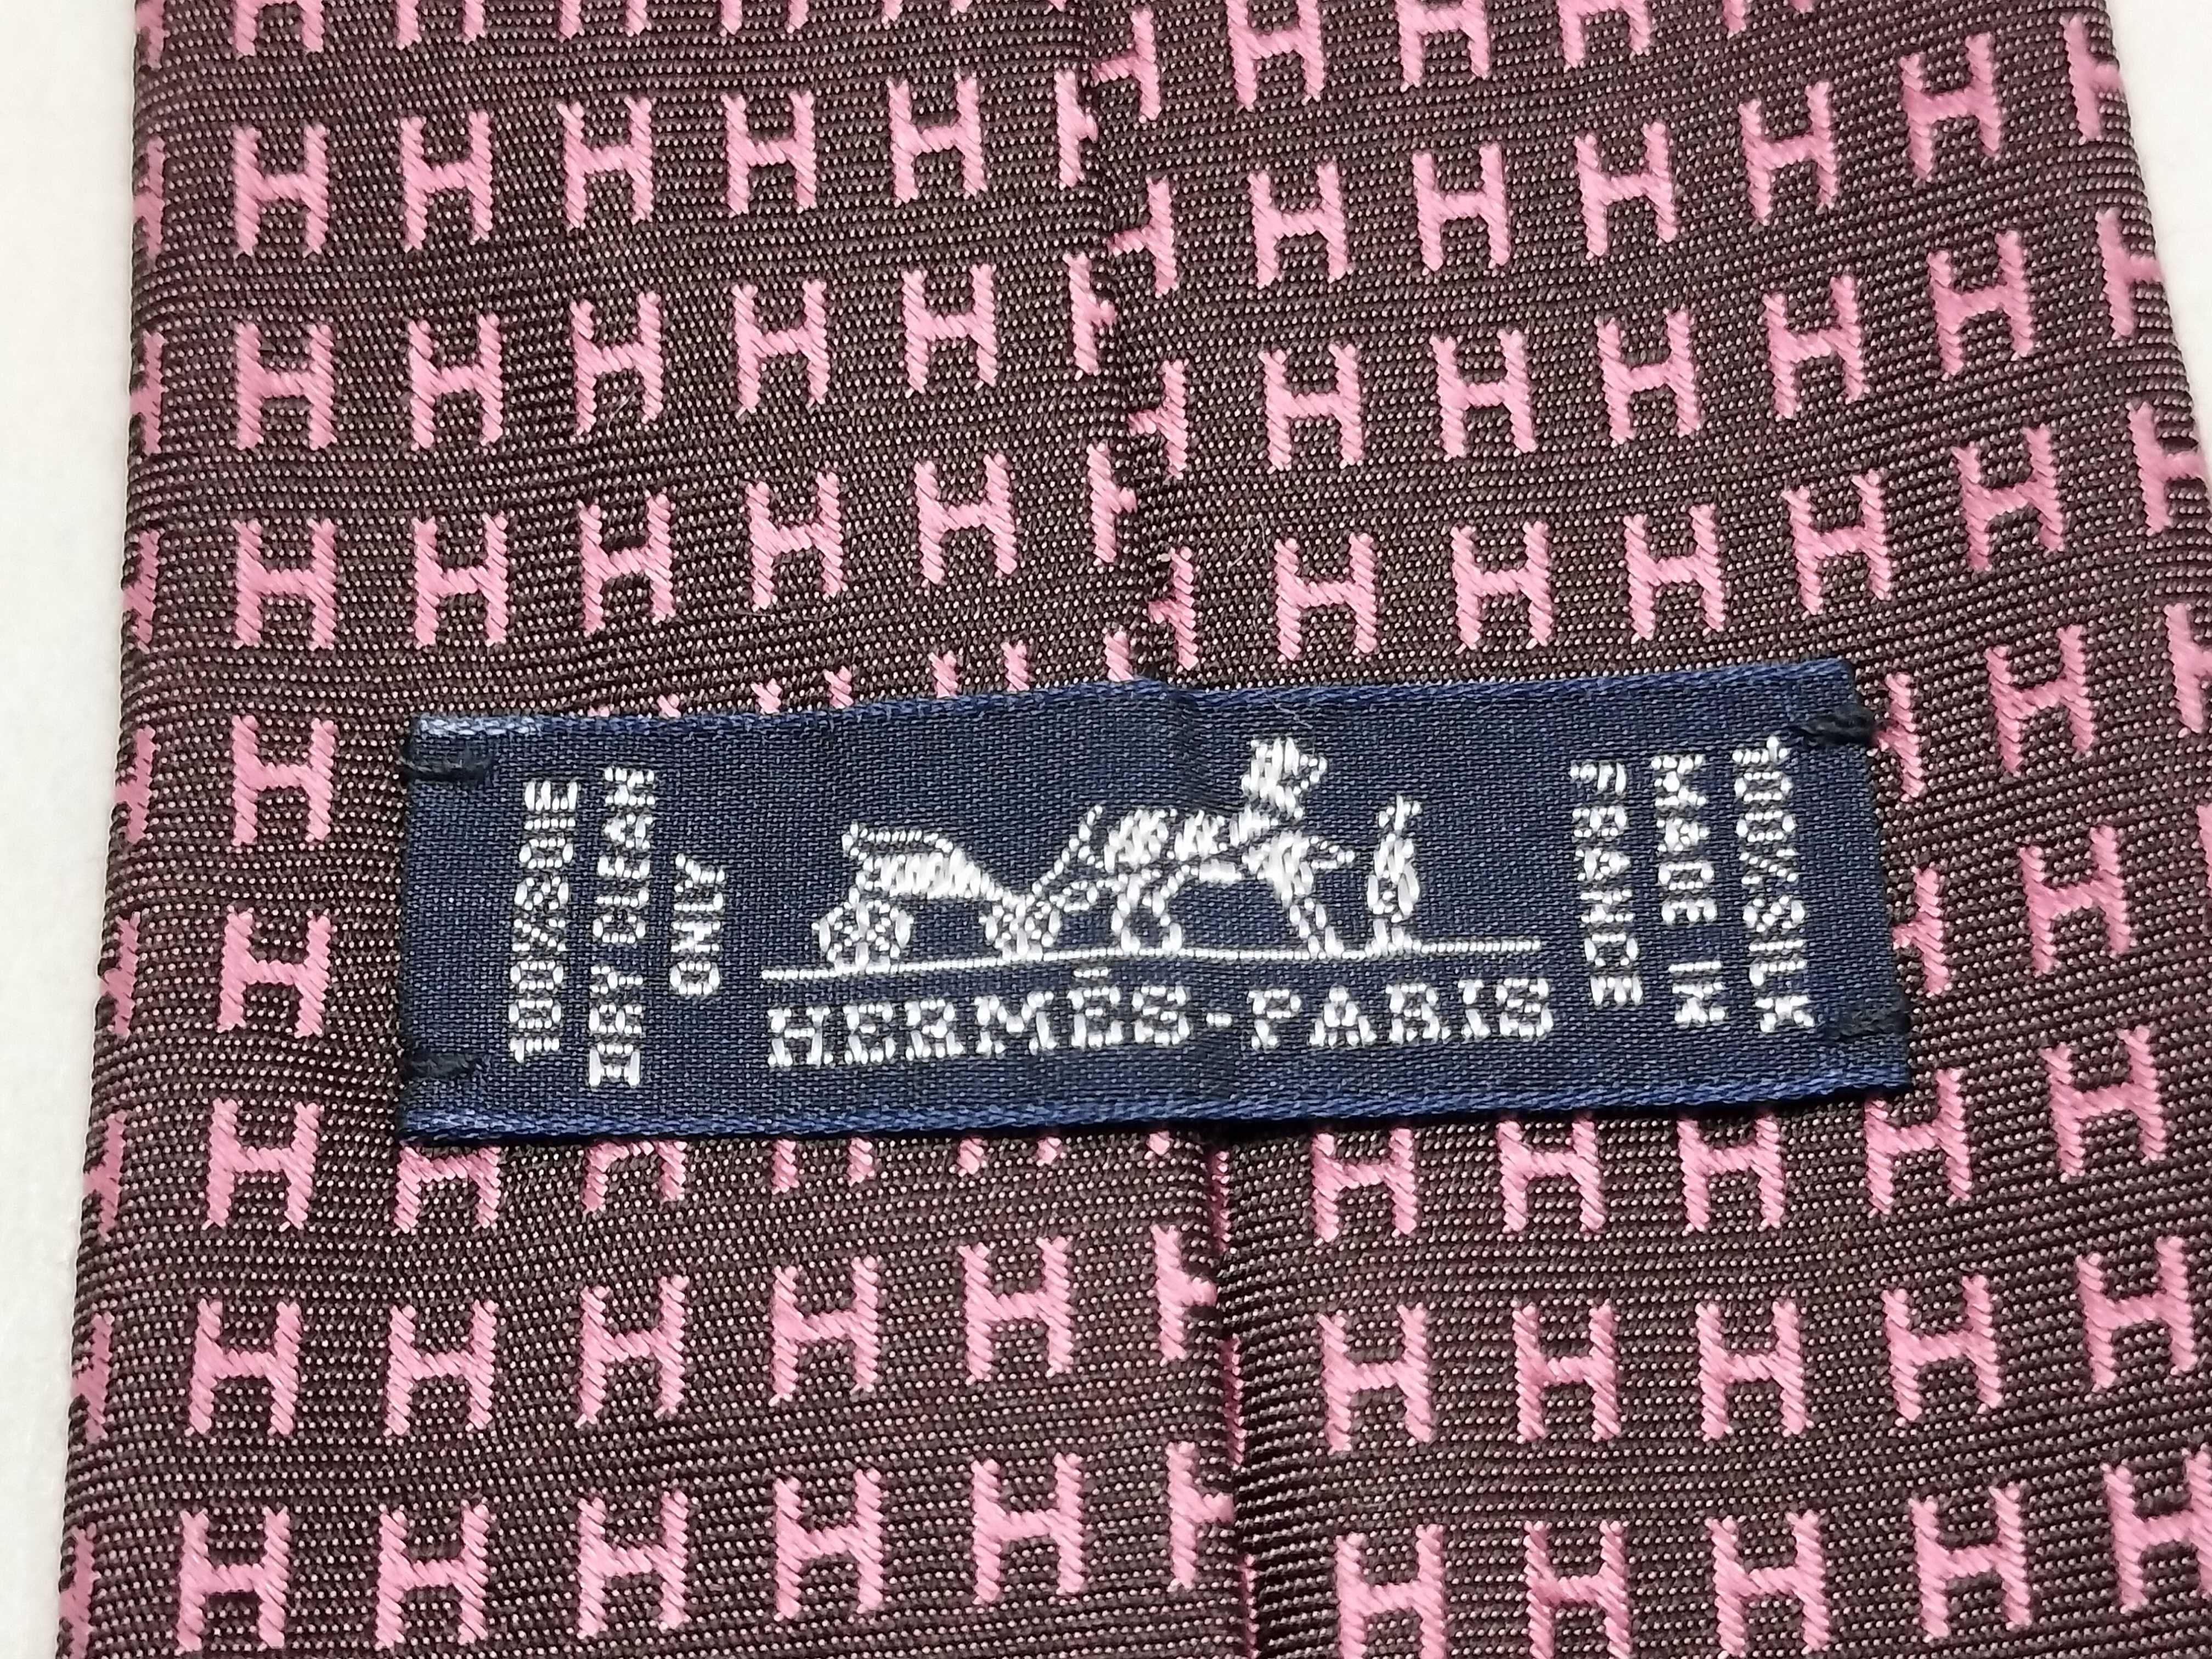 100%SOIE
DRY CLEAN
ONLY
HERMÈS-PARIS
100%SILK
MADE IN
FRANCE